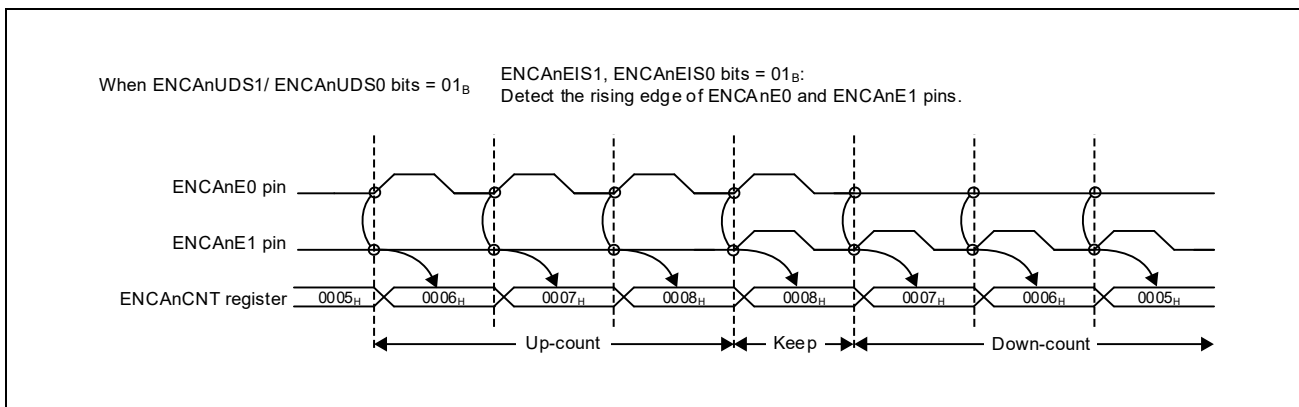 When ENCAnUDS1/ ENCAnUDS0 bits = 01B
ENCAnEIS1, ENCAnEIS0 bits = 01B:
Detect the rising edge of ENCAnE0 and ENCAnE1 pins.
ENCAnE0 pin
ENCAnE1 pin
ENCAnCNT register 0005H 0006H 0007H 0008H 0008H 0007H 0006H 0005H
Up-count Keep Down-count